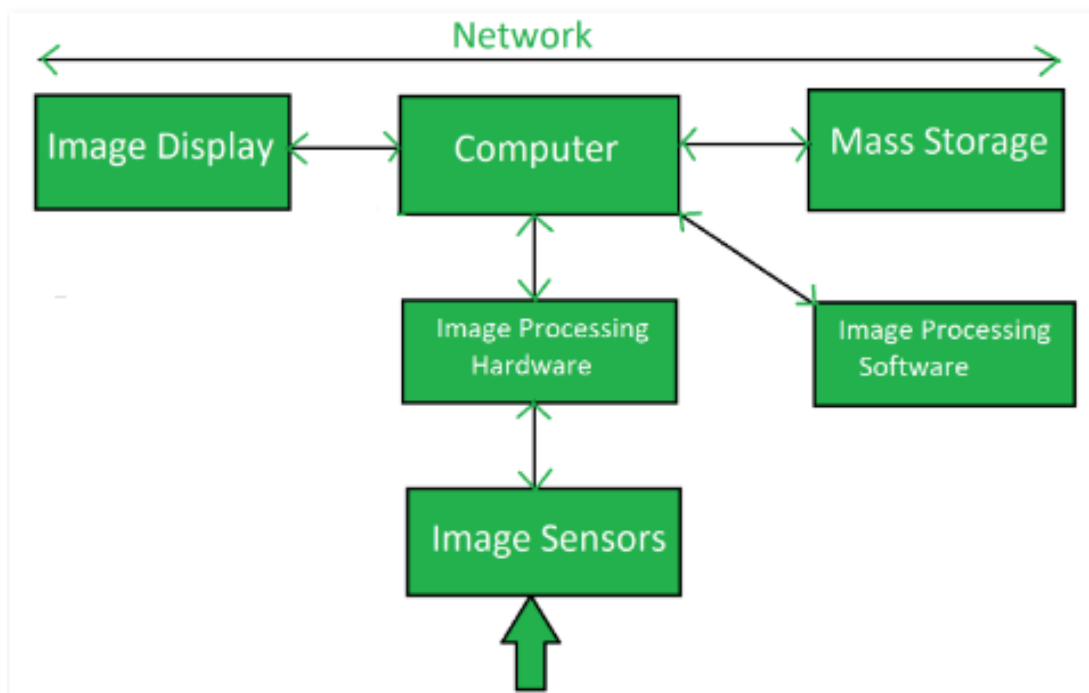 Network
Image Display
Computer
Mass Storage
Image Processing
Hardware
Image Processing
Software
Image Sensors